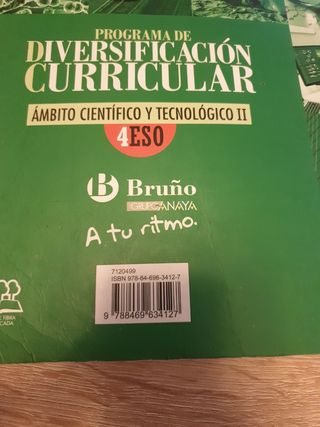 PROGRAMA DE
DIVERSIFICACIÓN
CURRICULAR
ÁMBITO CIENTÍFICO Y TECNOLÓGICO II
4ESO
B Bruño
GRUPO ANAYA
A tu ritmo.
7120499
ISBN.978-84-696-3412-7
9 788469 634127
FIBRA